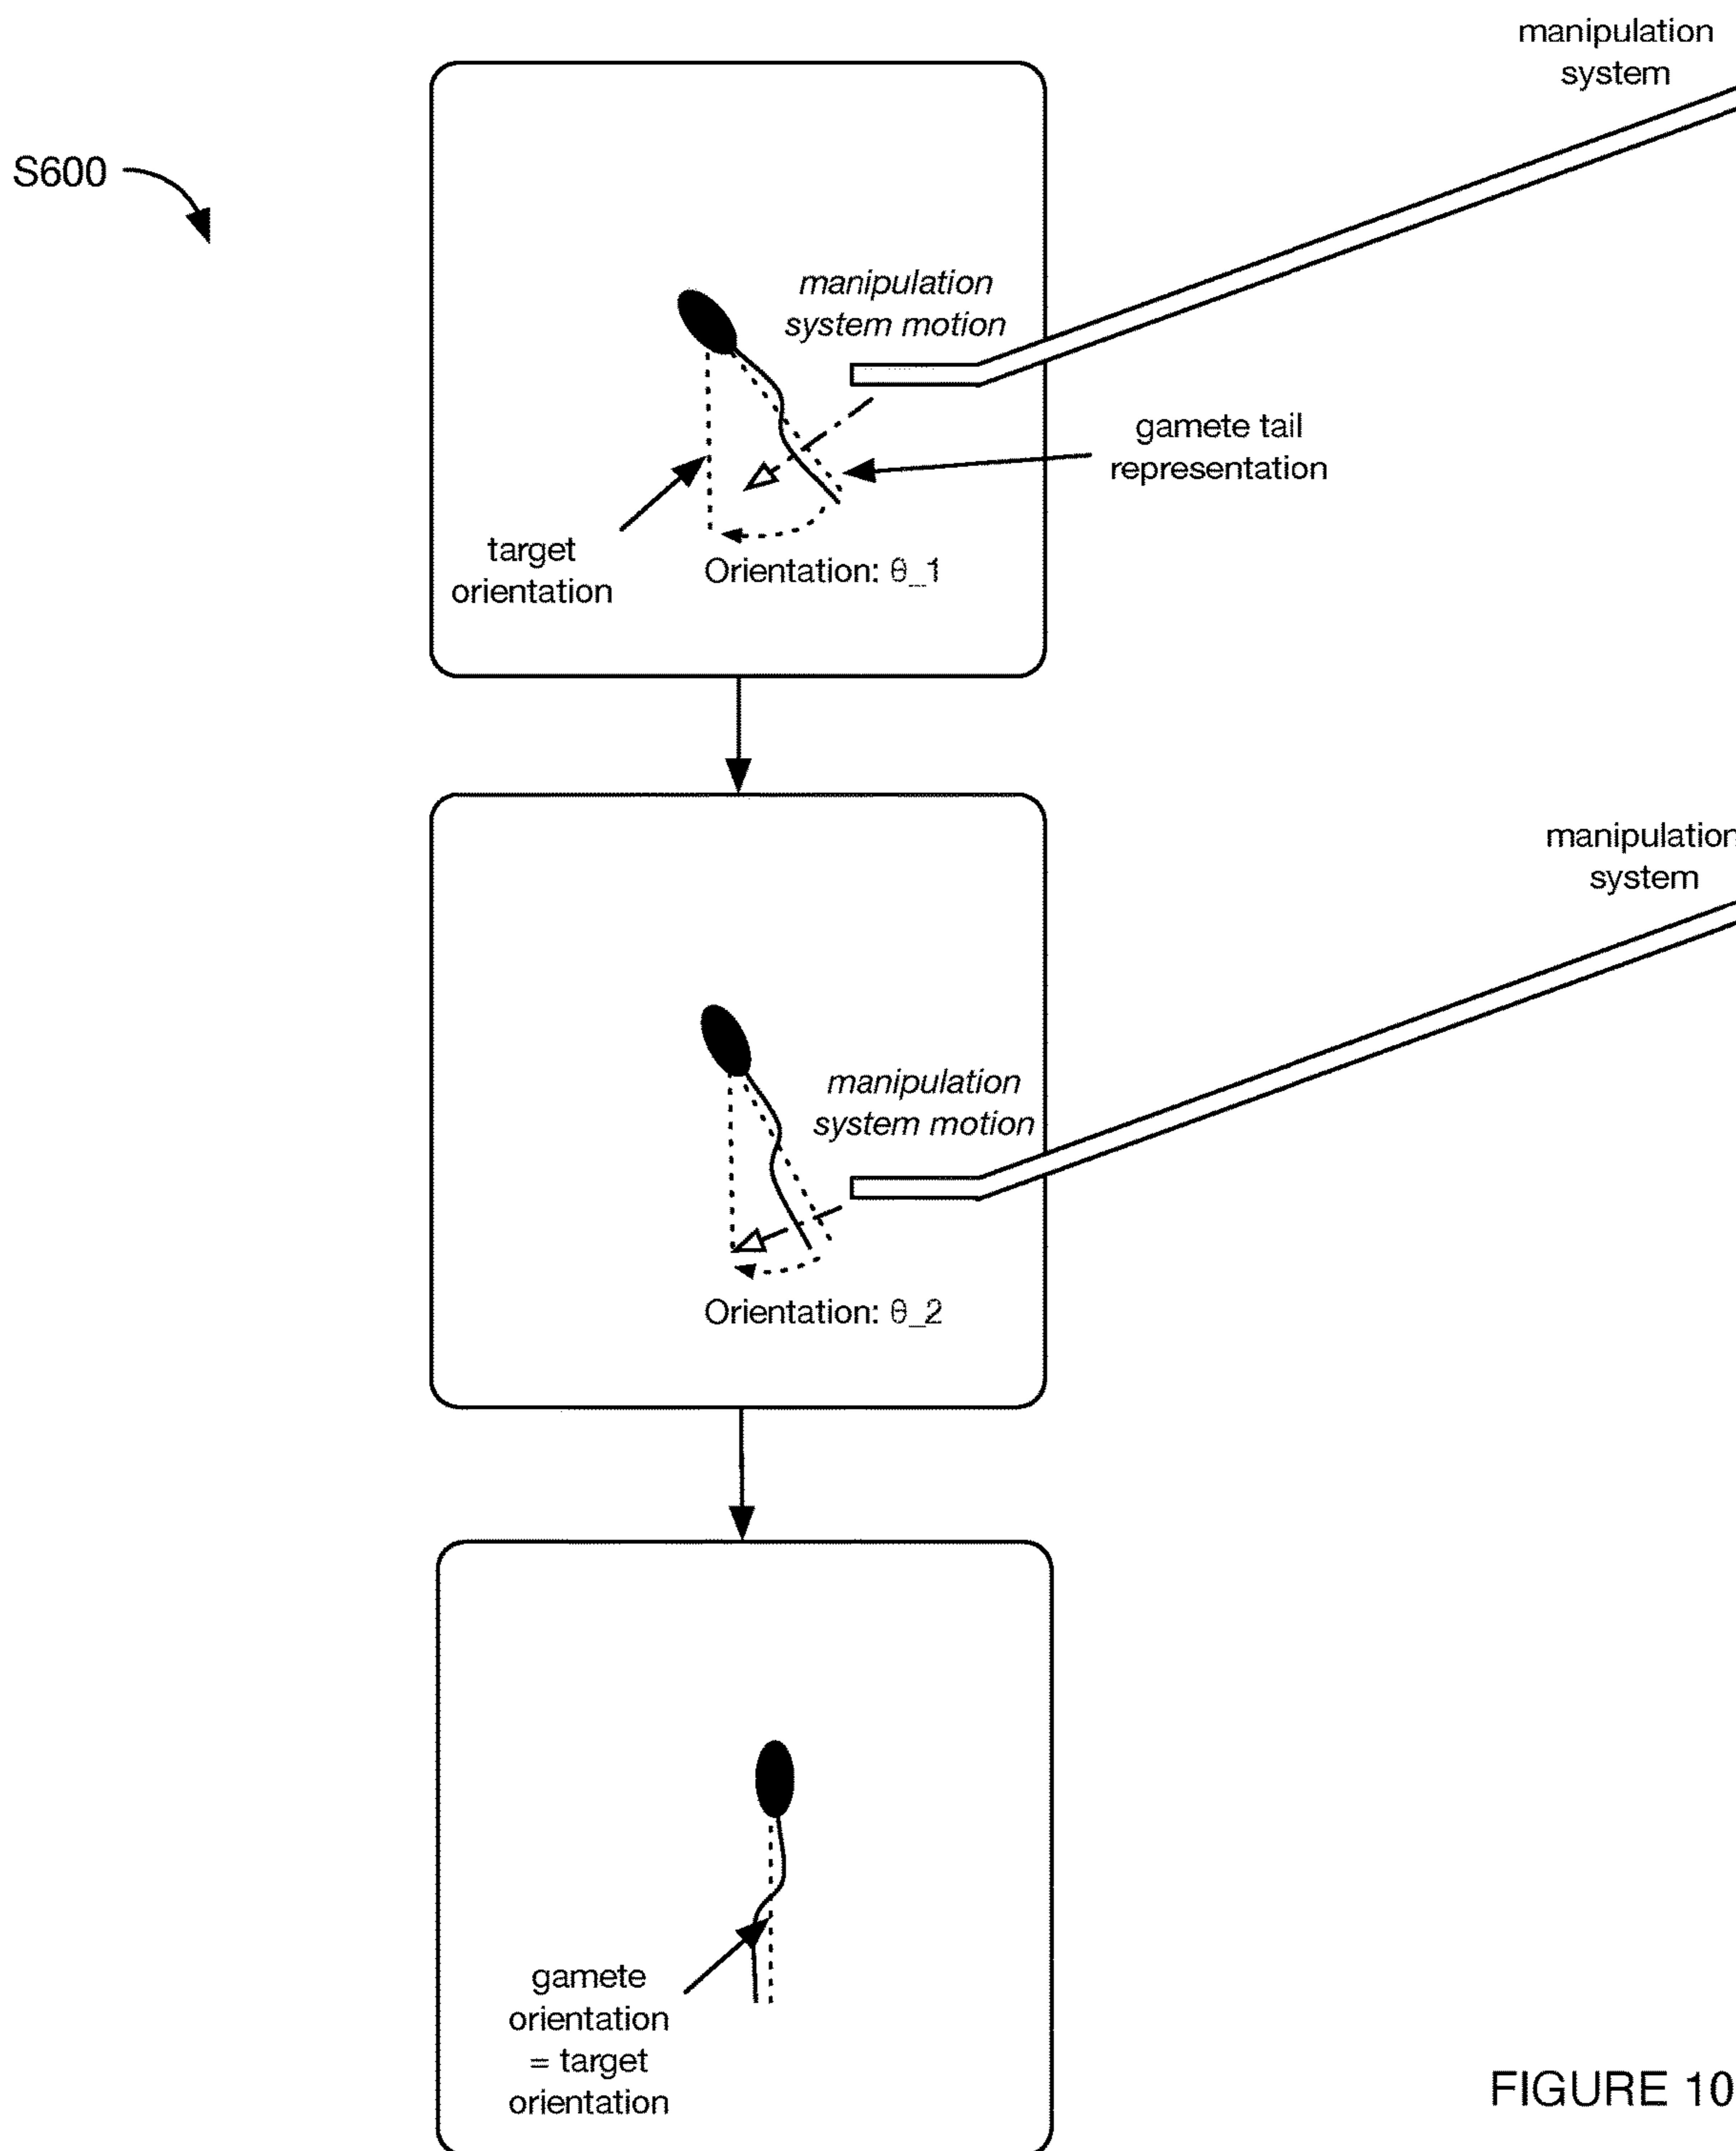 manipulation
system
S600
manipulation
system motion
gamete tail
representation
target
orientation
Orientation: θ_1
manipulation
system
manipulation
system motion
Orientation: θ_2
gamete
orientation
= target
orientation
FIGURE 10